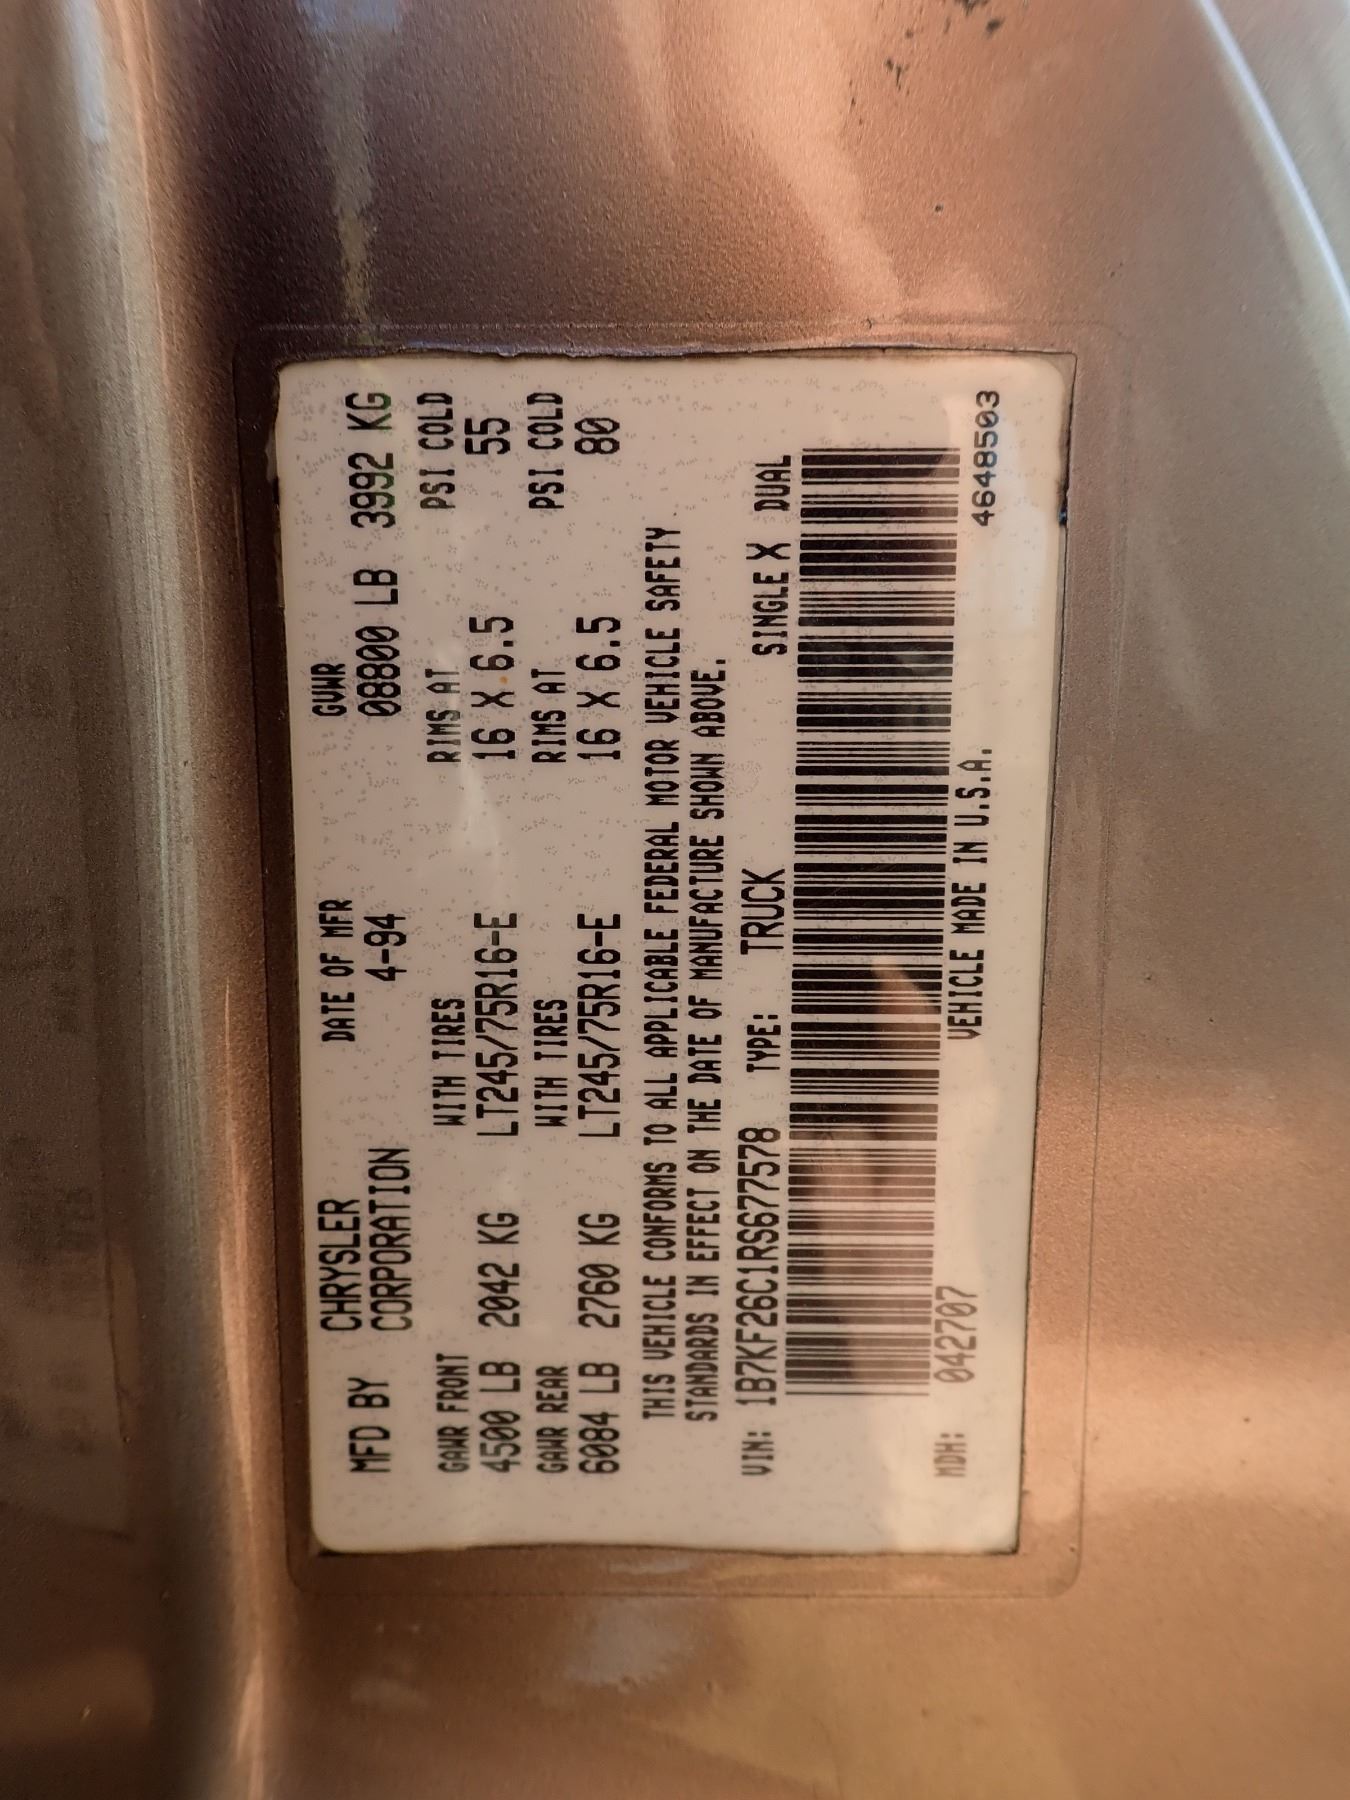 MFD BY CHRYSLER CORPORATION DATE OF MFR 4-94 GVWR 08800 LB 3992 KG
GAWR FRONT WITH TIRES RIMS AT PSI COLD
4500 LB 2042 KG LT245/75R16-E 16 X 6.5 55
GAWR REAR WITH TIRES RIMS AT PSI COLD
6084 LB 2760 KG LT245/75R16-E 16 X 6.5 80
THIS VEHICLE CONFORMS TO ALL APPLICABLE FEDERAL MOTOR VEHICLE SAFETY
STANDARDS IN EFFECT ON THE DATE OF MANUFACTURE SHOWN ABOVE.
VIN: 1B7KF26C1RS677578 TYPE: TRUCK SINGLE X DUAL
MDH: 042707 VEHICLE MADE IN U.S.A. 4648503